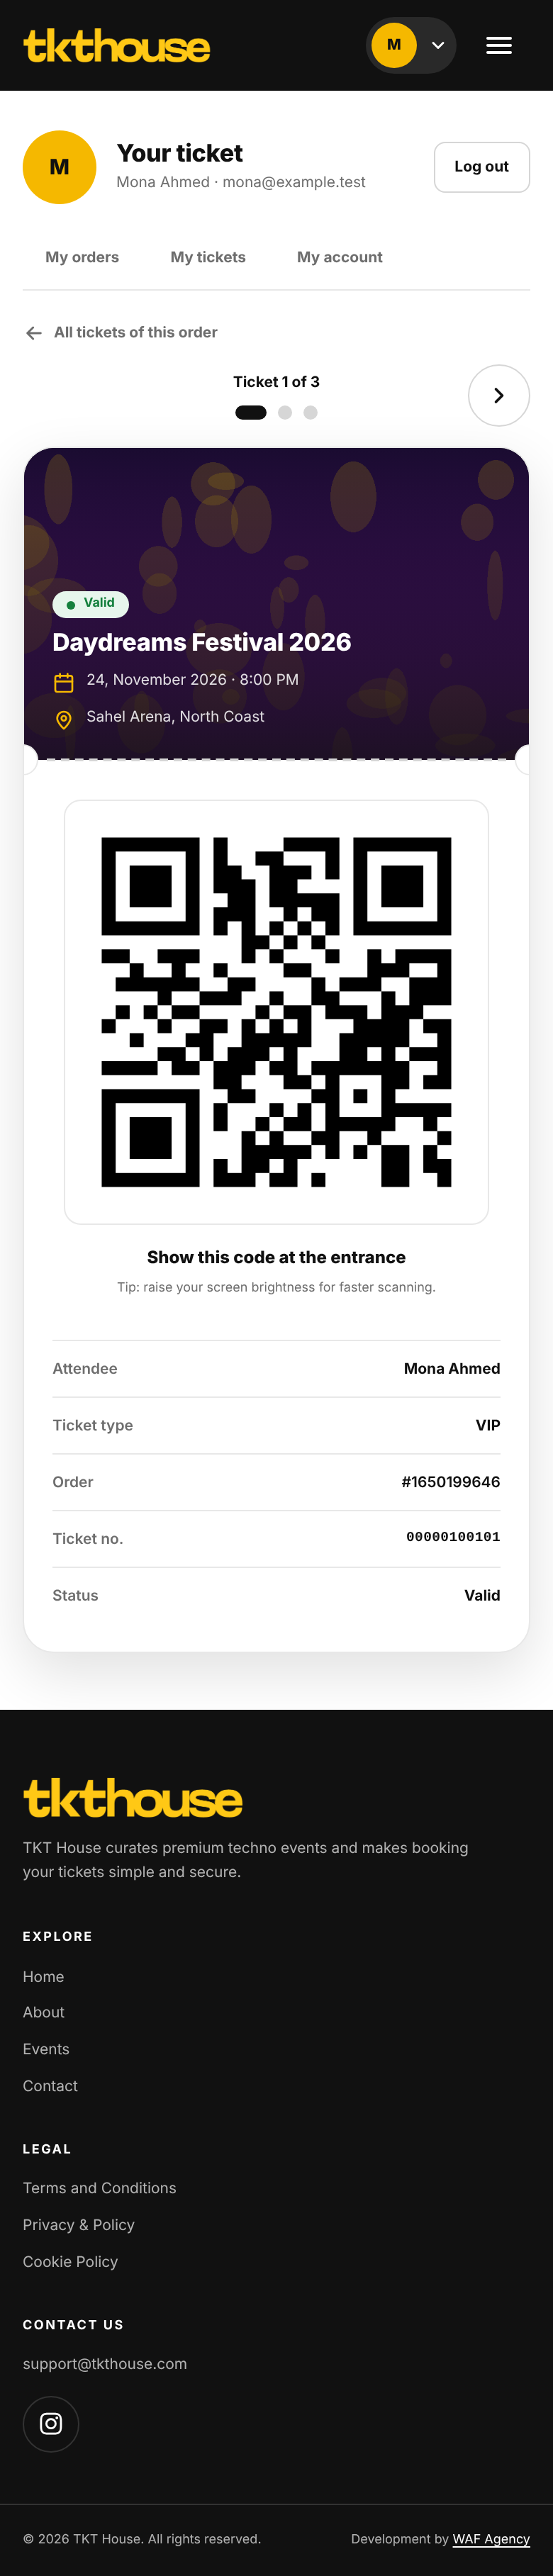 tkthouse
M
M
Your ticket
Mona Ahmed · mona@example.test
Log out
My orders
My tickets
My account
All tickets of this order
Ticket 1 of 3
Valid
Daydreams Festival 2026
24, November 2026 · 8:00 PM
Sahel Arena, North Coast
Show this code at the entrance
Tip: raise your screen brightness for faster scanning.
Attendee Mona Ahmed
Ticket type VIP
Order #1650199646
Ticket no. 00000100101
Status Valid
tkthouse
TKT House curates premium techno events and makes booking
your tickets simple and secure.
EXPLORE
Home
About
Events
Contact
LEGAL
Terms and Conditions
Privacy & Policy
Cookie Policy
CONTACT US
support@tkthouse.com
© 2026 TKT House. All rights reserved.
Development by WAF Agency